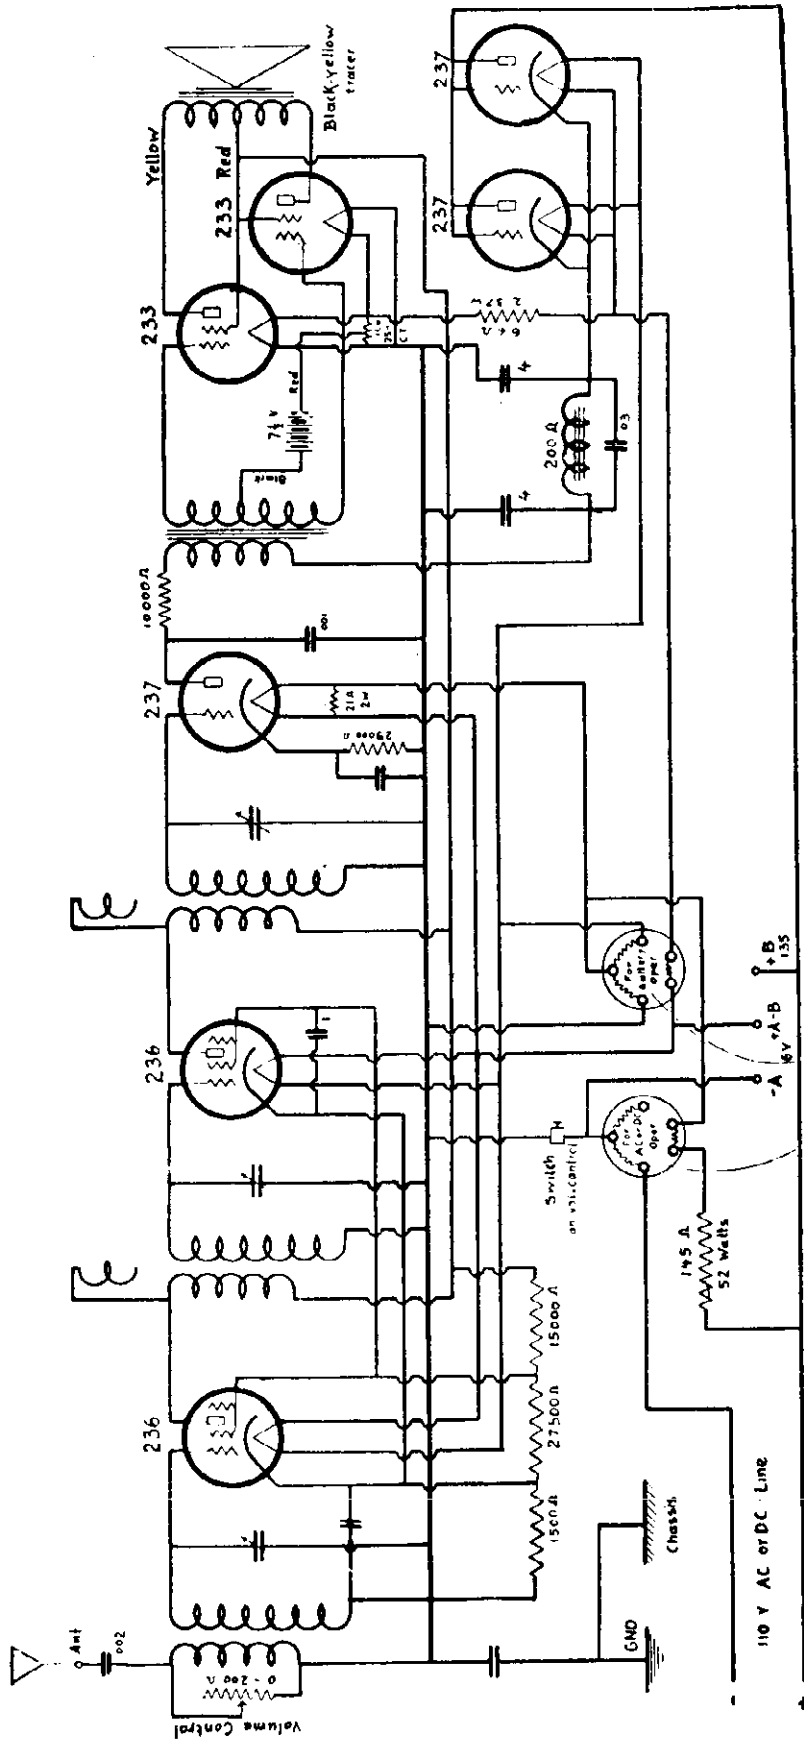 Ant
002
Volume Control
0-200 Ω
236
236
237
10000 Ω
001
21 Ω
2 W
25000 Ω
Black
7½ V
Red
233
233
Yellow
Red
Black-yellow
tracer
C T
237
237
66 Ω
4
4
200 Ω
03
1
1500 Ω
27500 Ω
15000 Ω
Switch
on vol. control
For
AC or DC
Oper
For
Battery
Oper
-A
6V
+A-B
+B
135
145 Ω
52 Watts
GND
Chassis
110 V AC or DC Line